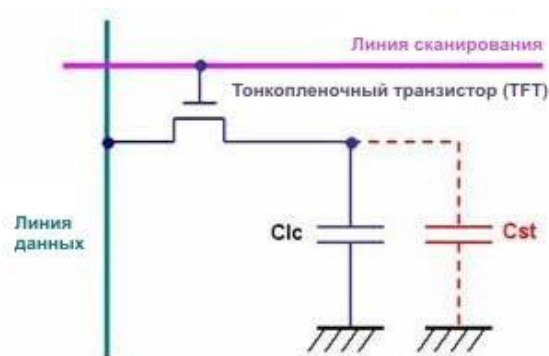 Линия сканирования
Тонкопленочный транзистор (TFT)
Линия
данных
Clc
Cst